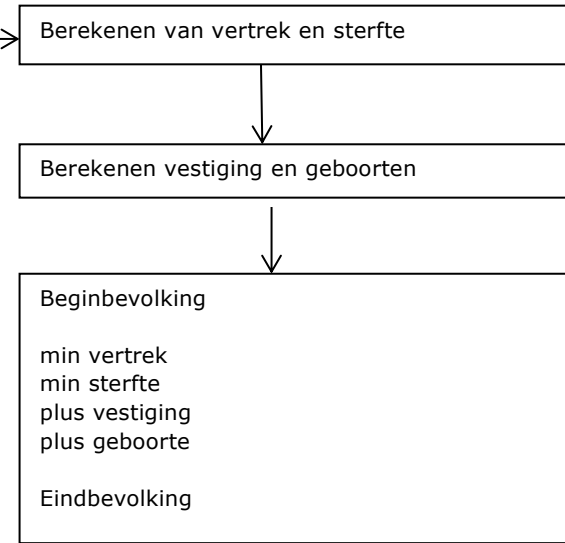 Berekenen van vertrek en sterfte
Berekenen vestiging en geboorten
Beginbevolking
min vertrek
min sterfte
plus vestiging
plus geboorte
Eindbevolking